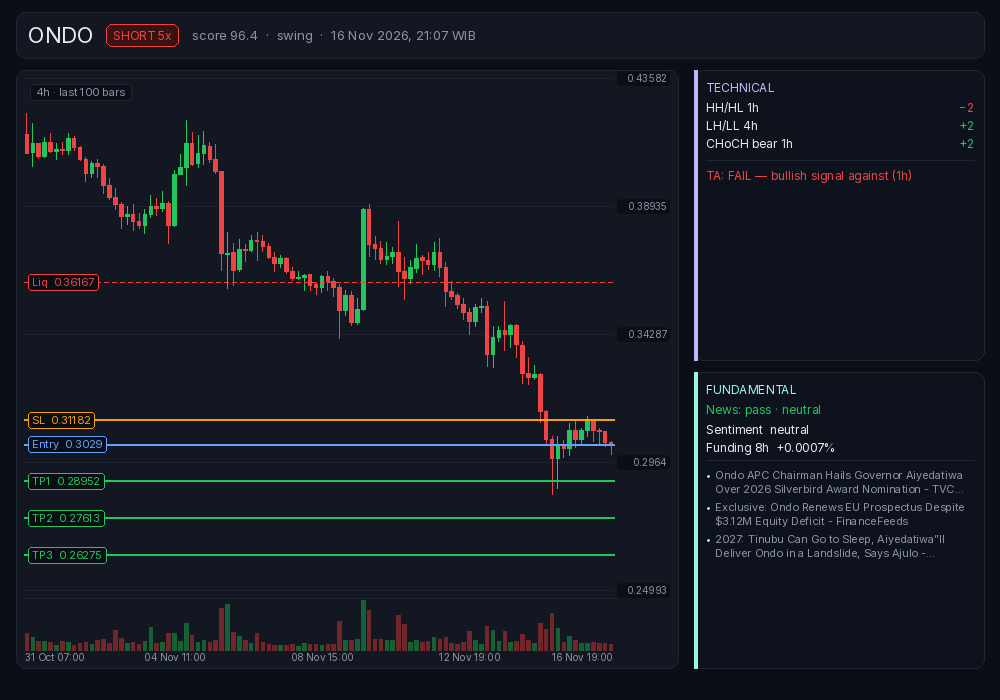 ONDO SHORT 5x score 96.4 · swing · 16 Nov 2026, 21:07 WIB
4h · last 100 bars
0.43582
0.38935
Liq 0.36167
0.34287
SL 0.31182
Entry 0.3029
0.2964
TP1 0.28952
TP2 0.27613
TP3 0.26275
0.24993
31 Oct 07:00 04 Nov 11:00 08 Nov 15:00 12 Nov 19:00 16 Nov 19:00
TECHNICAL
HH/HL 1h −2
LH/LL 4h +2
CHoCH bear 1h +2
TA: FAIL — bullish signal against (1h)
FUNDAMENTAL
News: pass · neutral
Sentiment neutral
Funding 8h +0.0007%
• Ondo APC Chairman Hails Governor Aiyedatiwa
Over 2026 Silverbird Award Nomination - TVC…
• Exclusive: Ondo Renews EU Prospectus Despite
$3.12M Equity Deficit - FinanceFeeds
• 2027: Tinubu Can Go to Sleep, Aiyedatiwa"ll
Deliver Ondo in a Landslide, Says Ajulo -…